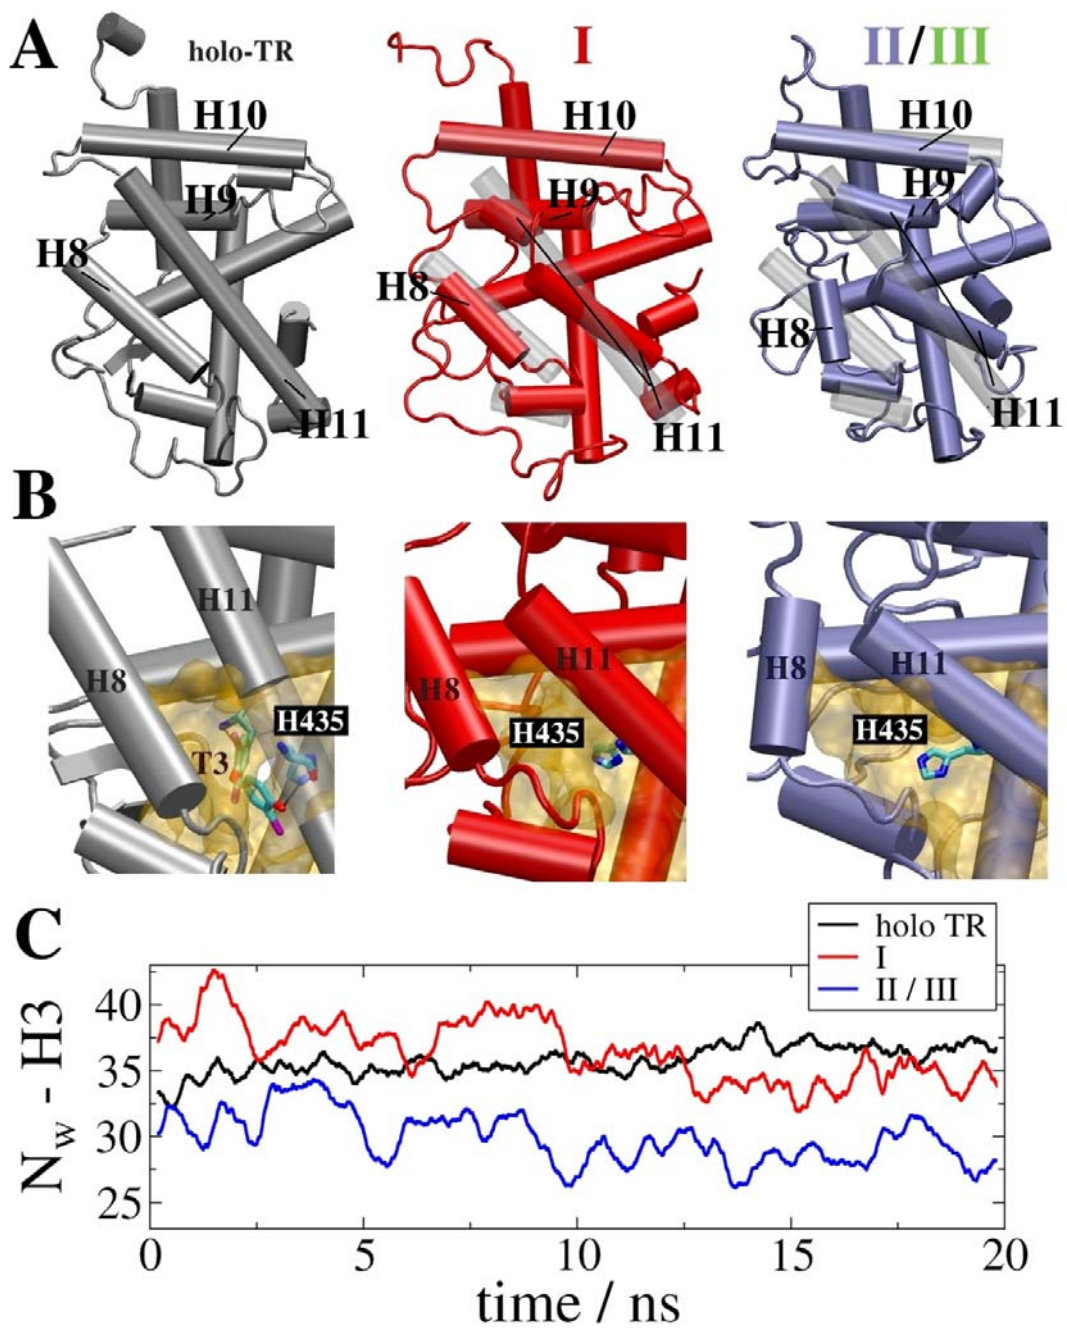 A
holo-TR
I
II/III
H10
H10
H10
H9
H9
H9
H8
H8
H8
H11
H11
H11
B
H11
H8
H435
T3
H11
H8
H435
H11
H8
H435
C
holo TR
I
II / III
N_w - H3
40
35
30
25
0
5
10
15
20
time / ns